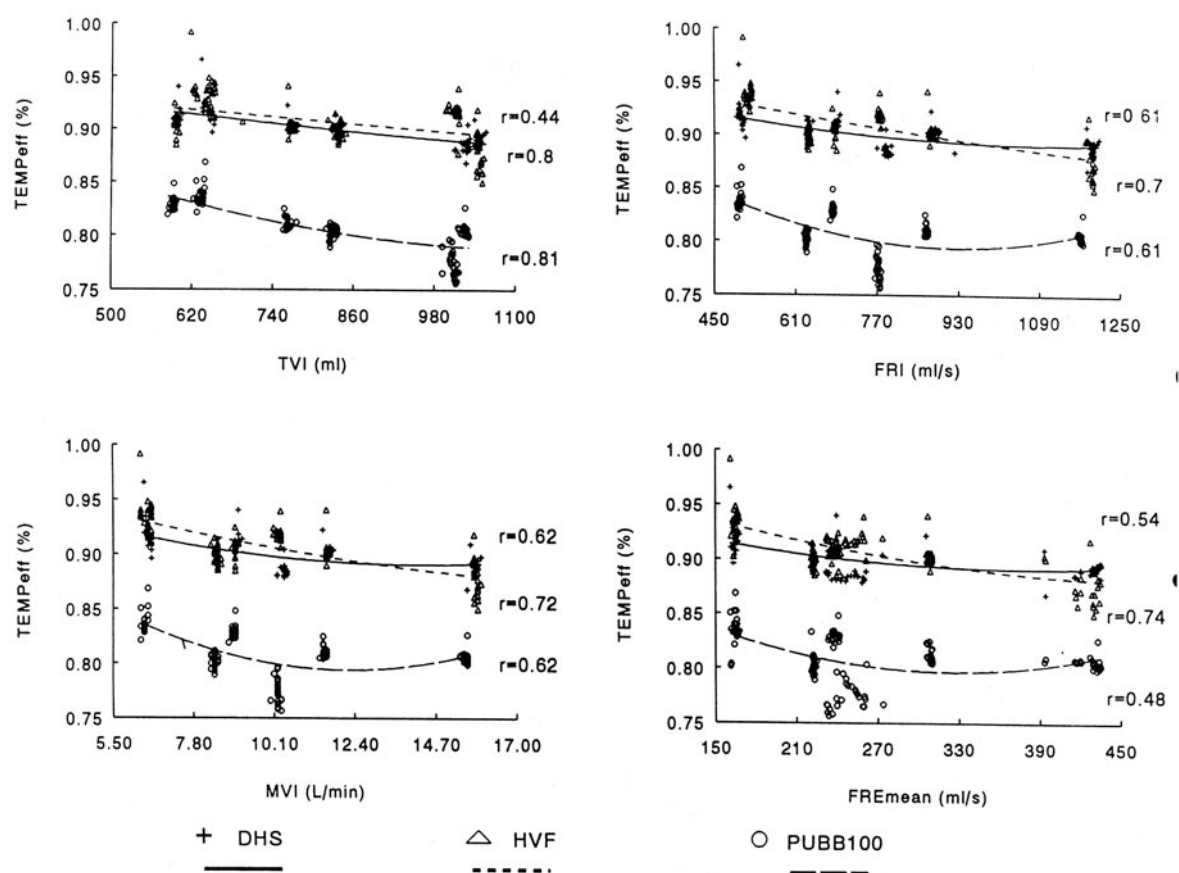 1.00
0.95
0.90
0.85
0.80
0.75
TEMPeff (%)
r=0.44
r=0.8
r=0.81
500 620 740 860 980 1100
TVI (ml)
1.00
0.95
0.90
0.85
0.80
0.75
TEMPeff (%)
r=0 61
r=0.7
r=0.61
450 610 770 930 1090 1250
FRI (ml/s)
1.00
0.95
0.90
0.85
0.80
0.75
TEMPeff (%)
r=0.62
r=0.72
r=0.62
5.50 7.80 10.10 12.40 14.70 17.00
MVI (L/min)
1.00
0.95
0.90
0.85
0.80
0.75
TEMPeff (%)
r=0.54
r=0.74
r=0.48
150 210 270 330 390 450
FREmean (ml/s)
DHS HVF PUBB100